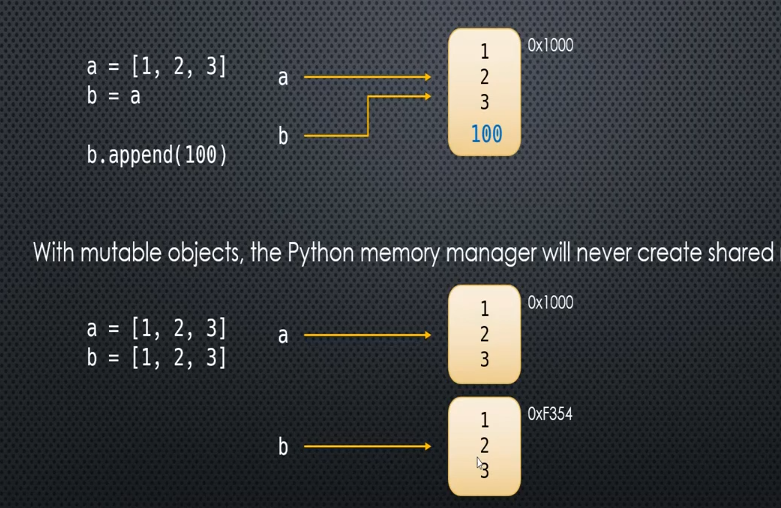 a = [1, 2, 3]
b = a
b.append(100)
a
b
1
2
3
100
0x1000
With mutable objects, the Python memory manager will never create shared
a = [1, 2, 3]
b = [1, 2, 3]
a
1
2
3
0x1000
b
1
2
3
0xF354